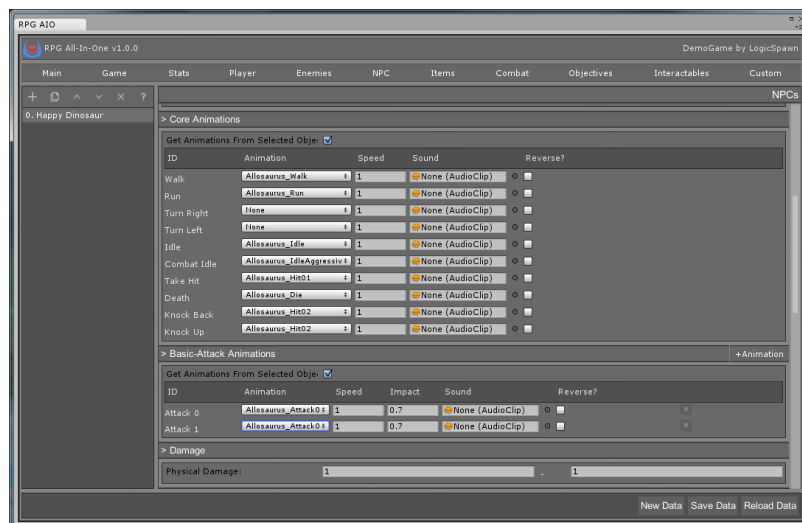 RPG AIO
RPG All-In-One v1.0.0 DemoGame by LogicSpawn
Main Game Stats Player Enemies NPC Items Combat Objectives Interactables Custom
NPCs
0. Happy Dinosaur
> Core Animations
Get Animations From Selected Obje
ID Animation Speed Sound Reverse?
Walk Allosaurus_Walk 1 None (AudioClip)
Run Allosaurus_Run 1 None (AudioClip)
Turn Right None 1 None (AudioClip)
Turn Left None 1 None (AudioClip)
Idle Allosaurus_Idle 1 None (AudioClip)
Combat Idle Allosaurus_IdleAggressiv 1 None (AudioClip)
Take Hit Allosaurus_Hit01 1 None (AudioClip)
Death Allosaurus_Die 1 None (AudioClip)
Knock Back Allosaurus_Hit02 1 None (AudioClip)
Knock Up Allosaurus_Hit02 1 None (AudioClip)
> Basic-Attack Animations +Animation
Get Animations From Selected Obje
ID Animation Speed Impact Sound Reverse?
Attack 0 Allosaurus_Attack0 1 0.7 None (AudioClip)
Attack 1 Allosaurus_Attack0 1 0.7 None (AudioClip)
> Damage
Physical Damage: 1 - 1
New Data Save Data Reload Data